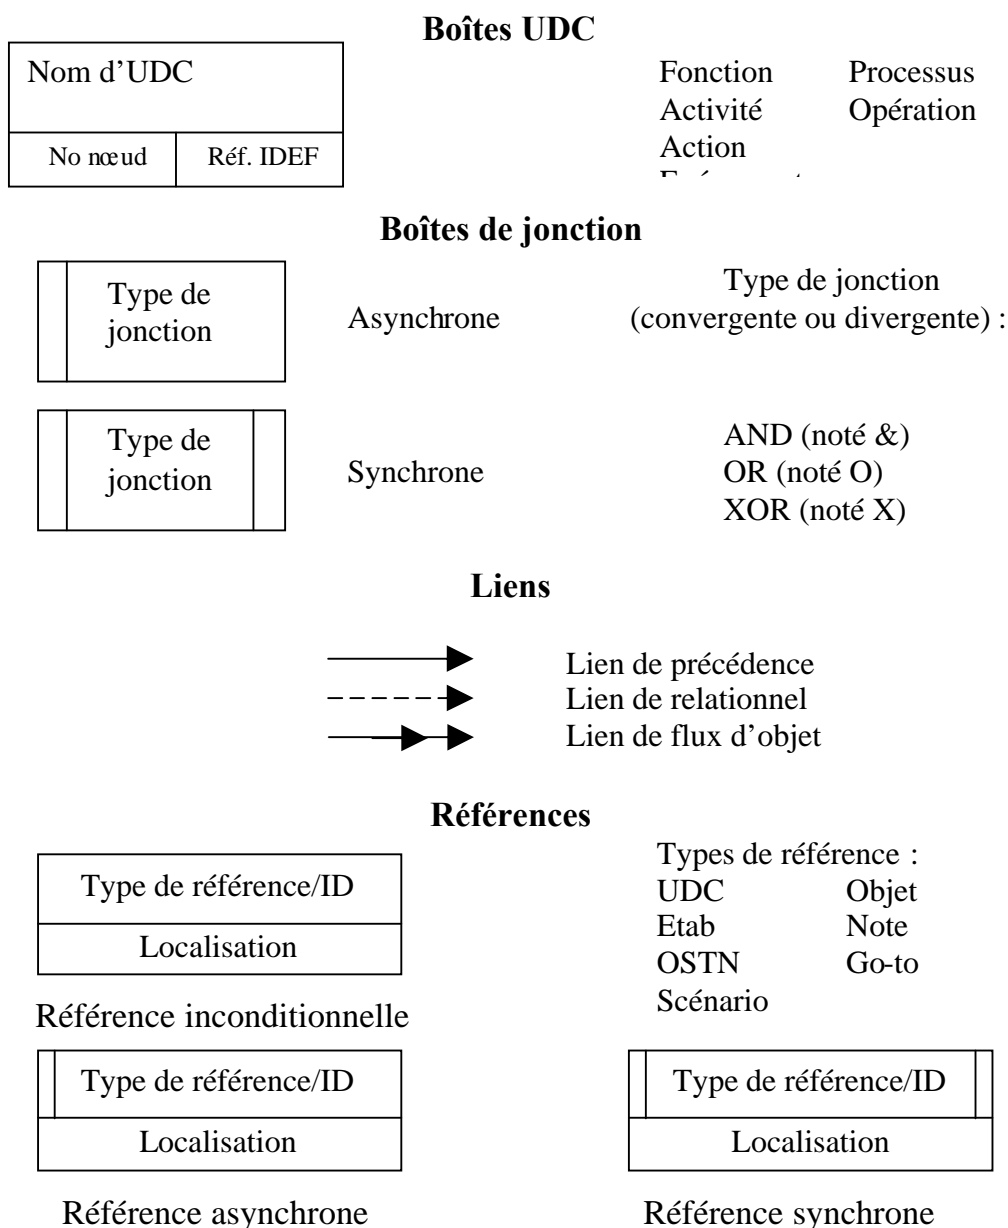 Boîtes UDC
Nom d'UDC
No nœud Réf. IDEF
Fonction Processus
Activité Opération
Action
Boîtes de jonction
Type de
jonction
Asynchrone
Type de jonction
(convergente ou divergente) :
Type de
jonction
Synchrone
AND (noté &)
OR (noté O)
XOR (noté X)
Liens
Lien de précédence
Lien de relationnel
Lien de flux d'objet
Références
Type de référence/ID
Localisation
Référence inconditionnelle
Types de référence :
UDC Objet
Etab Note
OSTN Go-to
Scénario
Type de référence/ID
Localisation
Référence asynchrone
Type de référence/ID
Localisation
Référence synchrone